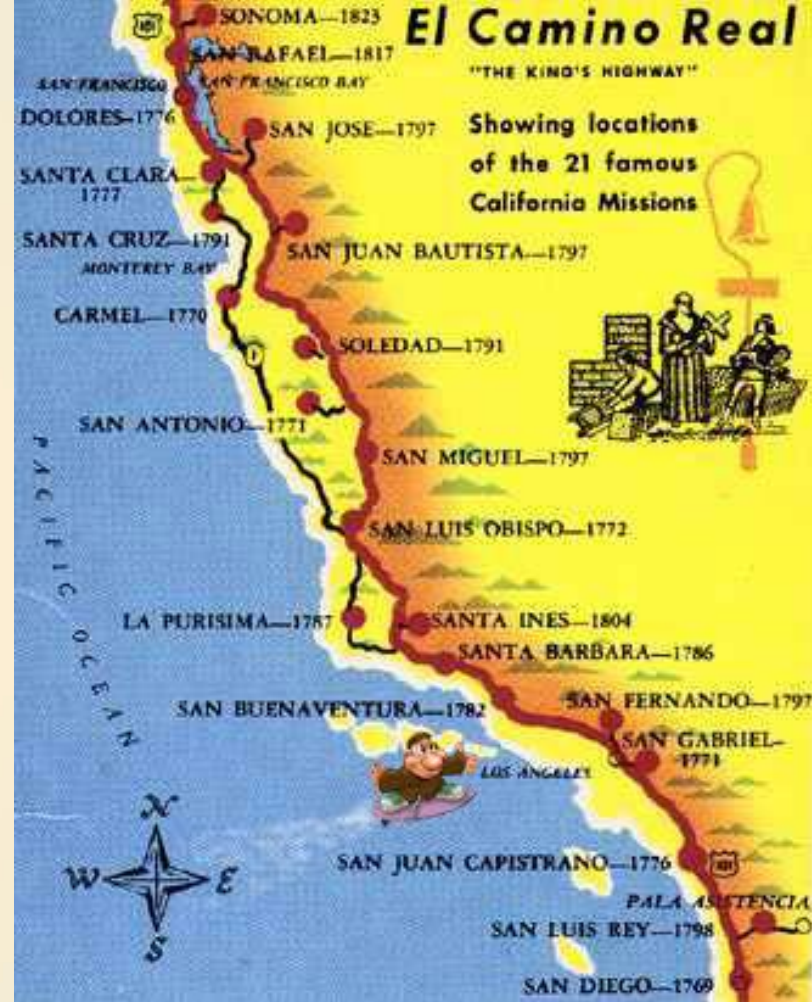 El Camino Real
"THE KING'S HIGHWAY"
Showing locations
of the 21 famous
California Missions
101
SONOMA—1823
SAN RAFAEL—1817
SAN FRANCISCO
SAN FRANCISCO BAY
DOLORES—1776
SAN JOSE—1797
SANTA CLARA—
1777
SANTA CRUZ—1791
SAN JUAN BAUTISTA—1797
MONTEREY BAY
CARMEL—1770
1
SOLEDAD—1791
SAN ANTONIO—1771
SAN MIGUEL—1797
PACIFIC OCEAN
SAN LUIS OBISPO—1772
LA PURISIMA—1787
SANTA INES—1804
SANTA BARBARA—1786
SAN BUENAVENTURA—1782
SAN FERNANDO—1797
SAN GABRIEL—
1771
LOS ANGELES
N
W
E
S
SAN JUAN CAPISTRANO—1776
101
PALA ASISTENCIA
SAN LUIS REY—1798
SAN DIEGO—1769